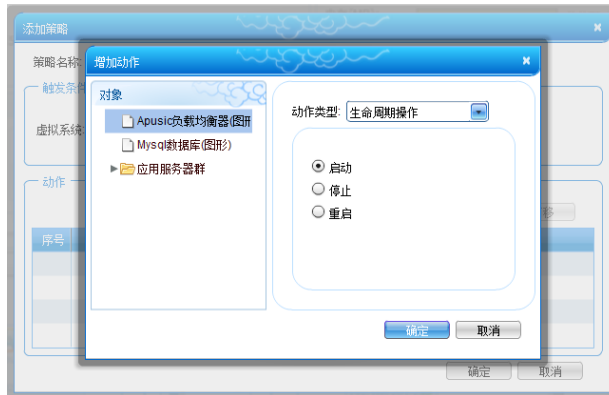 添加策略
策略名称:
触发条件
虚拟系统:
动作
序号
移
确定
取消
增加动作
对象
Apusic负载均衡器(图形
Mysql数据库(图形)
应用服务器群
动作类型: 生命周期操作
启动
停止
重启
确定
取消